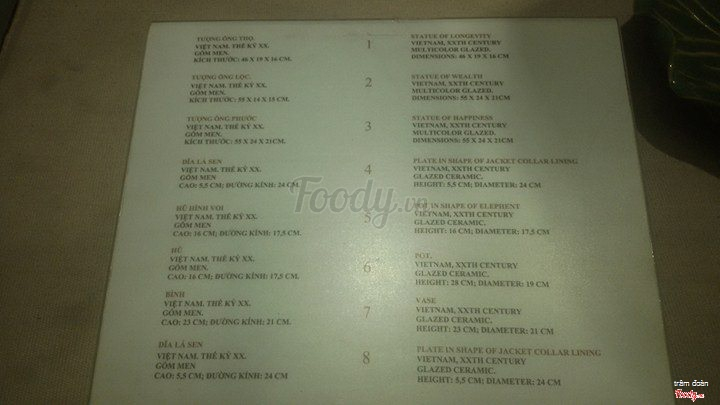 TƯỢNG ÔNG THỌ.
VIỆT NAM. THẾ KỶ XX.
GỐM MEN.
KÍCH THƯỚC: 46 X 19 X 16 CM.
1
STATUE OF LONGEVITY
VIETNAM, XXTH CENTURY
MULTICOLOR GLAZED.
DIMENSIONS: 46 X 19 X 16 CM
TƯỢNG ÔNG LỘC.
VIỆT NAM. THẾ KỶ XX.
GỐM MEN.
KÍCH THƯỚC: 55 X 14 X 15 CM.
2
STATUE OF WEALTH
VIETNAM, XXTH CENTURY
MULTICOLOR GLAZED.
DIMENSIONS: 55 X 24 X 21CM
TƯỢNG ÔNG PHƯỚC
VIỆT NAM. THẾ KỶ XX.
GỐM MEN.
KÍCH THƯỚC: 55 X 24 X 21CM.
3
STATUE OF HAPPINESS
VIETNAM, XXTH CENTURY
MULTICOLOR GLAZED.
DIMENSIONS: 55 X 24 X 21CM
DĨA LÁ SEN
VIỆT NAM. THẾ KỶ XX.
GỐM MEN
CAO: 5,5 CM; ĐƯỜNG KÍNH: 24 CM.
4
PLATE IN SHAPE OF JACKET COLLAR LINING
VIETNAM, XXTH CENTURY
GLAZED CERAMIC.
HEIGHT: 5,5 CM; DIAMETER: 24 CM
HŨ HÌNH VOI
VIỆT NAM. THẾ KỶ XX.
GỐM MEN.
CAO: 16 CM; ĐƯỜNG KÍNH: 17,5 CM.
5
POT IN SHAPE OF ELEPHENT
VIETNAM, XXTH CENTURY
GLAZED CERAMIC.
HEIGHT: 16 CM; DIAMETER: 17,5 CM
HŨ
VIỆT NAM. THẾ KỶ XX.
GỐM MEN.
CAO: 16 CM; ĐƯỜNG KÍNH: 17,5 CM.
6
POT.
VIETNAM, XXTH CENTURY
GLAZED CERAMIC.
HEIGHT: 28 CM; DIAMETER: 19 CM
BÌNH
VIỆT NAM. THẾ KỶ XX.
GỐM MEN.
CAO: 23 CM; ĐƯỜNG KÍNH: 21 CM.
7
VASE
VIETNAM, XXTH CENTURY
GLAZED CERAMIC.
HEIGHT: 23 CM; DIAMETER: 21 CM
DĨA LÁ SEN
VIỆT NAM. THẾ KỶ XX.
GỐM MEN
CAO: 5,5 CM; ĐƯỜNG KÍNH: 24 CM
8
PLATE IN SHAPE OF JACKET COLLAR LINING
VIETNAM, XXTH CENTURY
GLAZED CERAMIC.
HEIGHT: 5,5 CM; DIAMETER: 24 CM
Foody.vn
trâm đoàn
Foody.vn